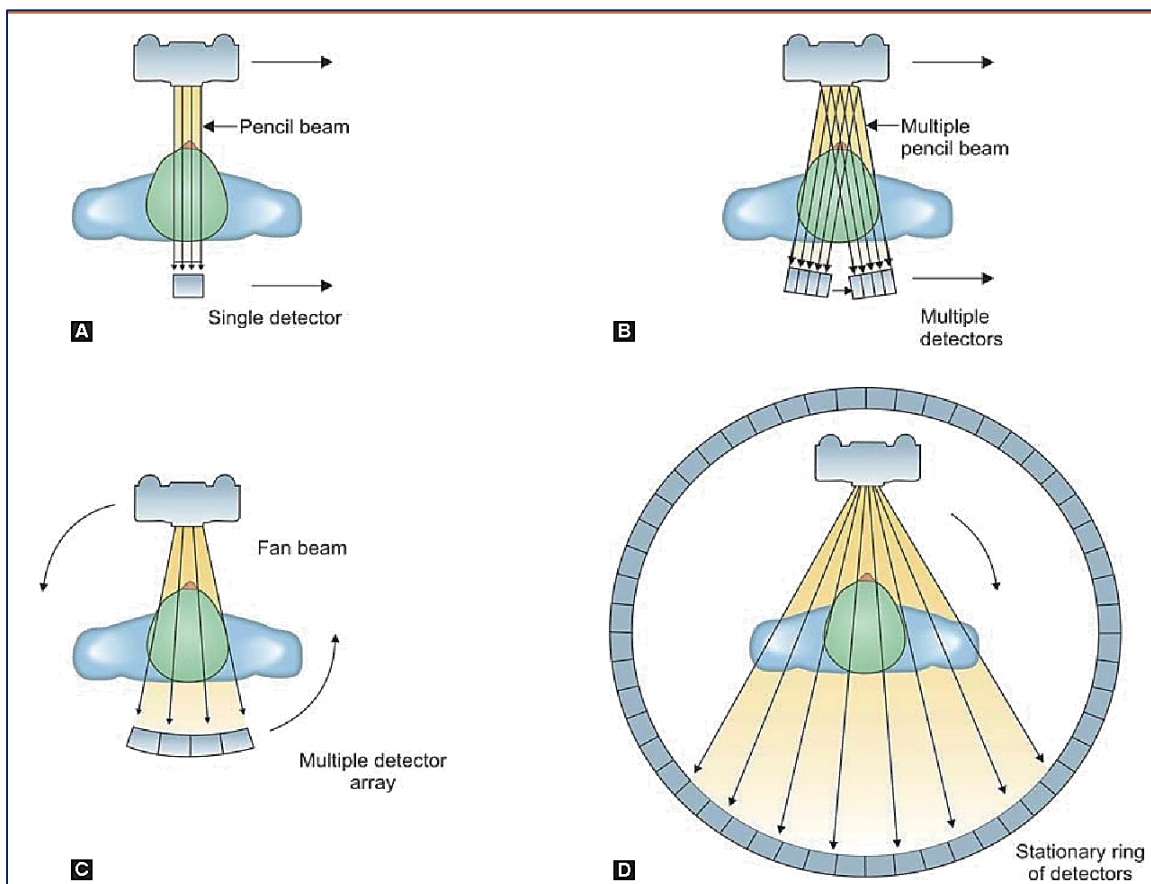 Pencil beam
Single detector
A
Multiple
pencil beam
Multiple
detectors
B
Fan beam
Multiple detector
array
C
Stationary ring
of detectors
D